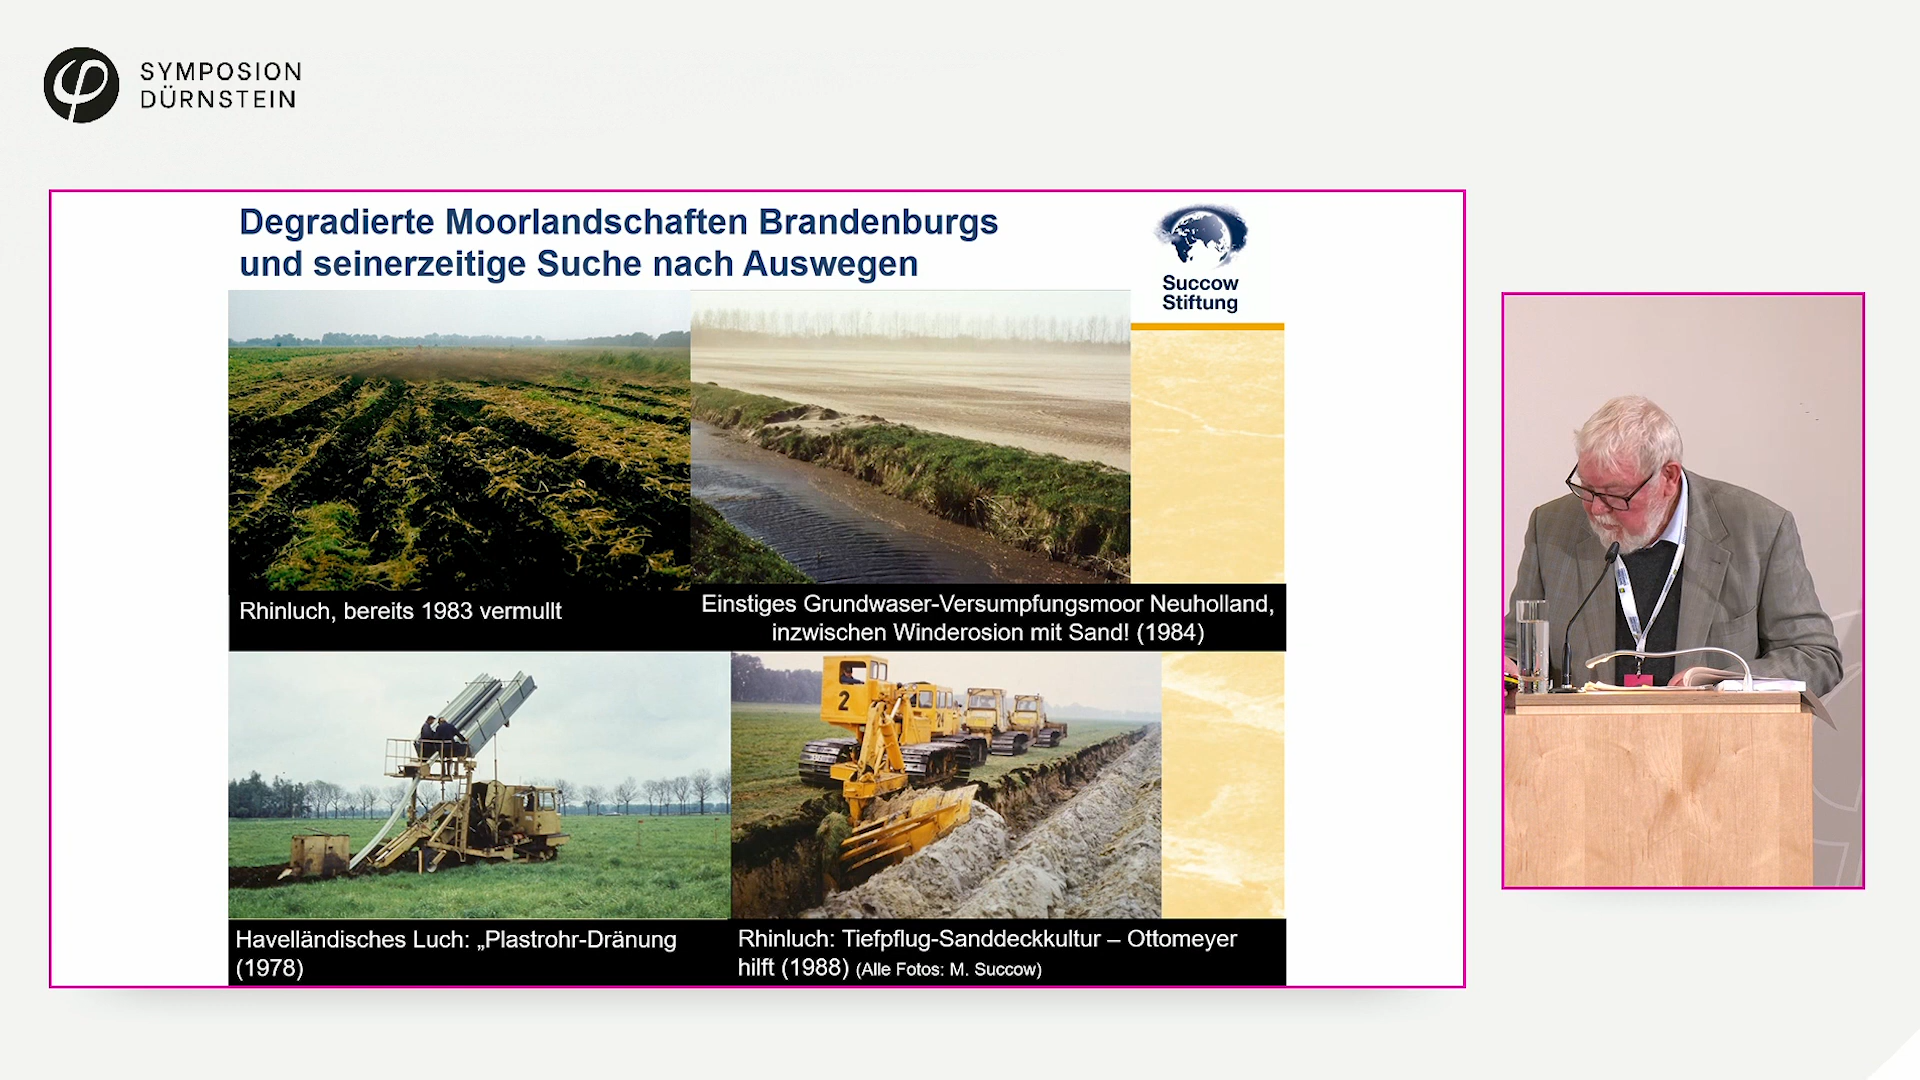 SYMPOSION
DÜRNSTEIN
Degradierte Moorlandschaften Brandenburgs
und seinerzeitige Suche nach Auswegen
Succow
Stiftung
Rhinluch, bereits 1983 vermullt
Einstiges Grundwaser-Versumpfungsmoor Neuholland,
inzwischen Winderosion mit Sand! (1984)
2
24
Havelländisches Luch: „Plastrohr-Dränung
(1978)
Rhinluch: Tiefpflug-Sanddeckkultur – Ottomeyer
hilft (1988) (Alle Fotos: M. Succow)